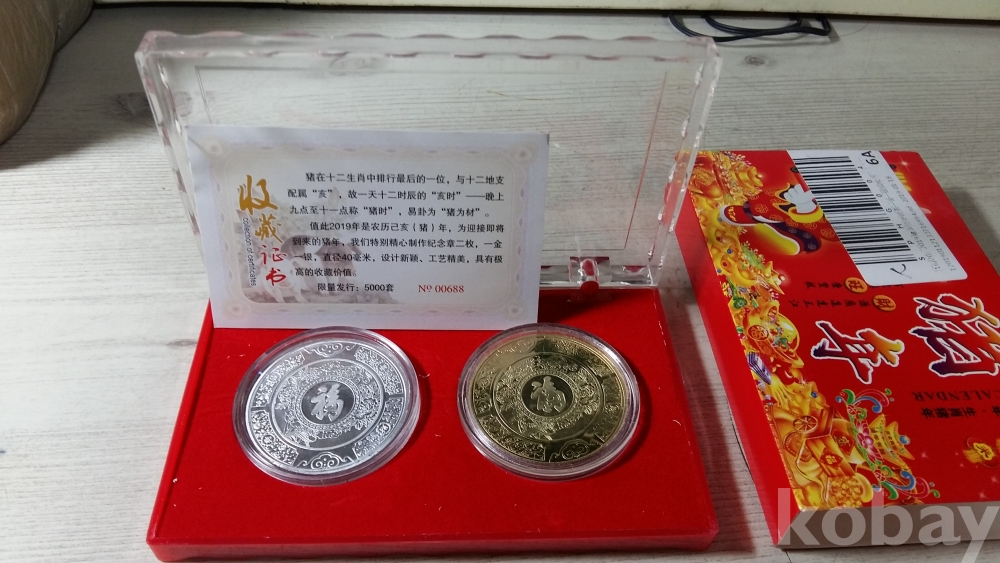 收藏证书
collection of certificates
猪在十二生肖中排行最后的一位，与十二地支
配属“亥”，故一天十二时辰的“亥时”——晚上
九点至十一点称“猪时”，易卦为“猪为材”。
值此2019年是农历己亥（猪）年，为迎接即将
到来的猪年，我们特别精心制作纪念章二枚，一金
一银，直径40毫米，设计新颖、工艺精美，具有极
高的收藏价值。
限量发行：5000套
№ 00688
福
福
6A
CALENDAR
kobay